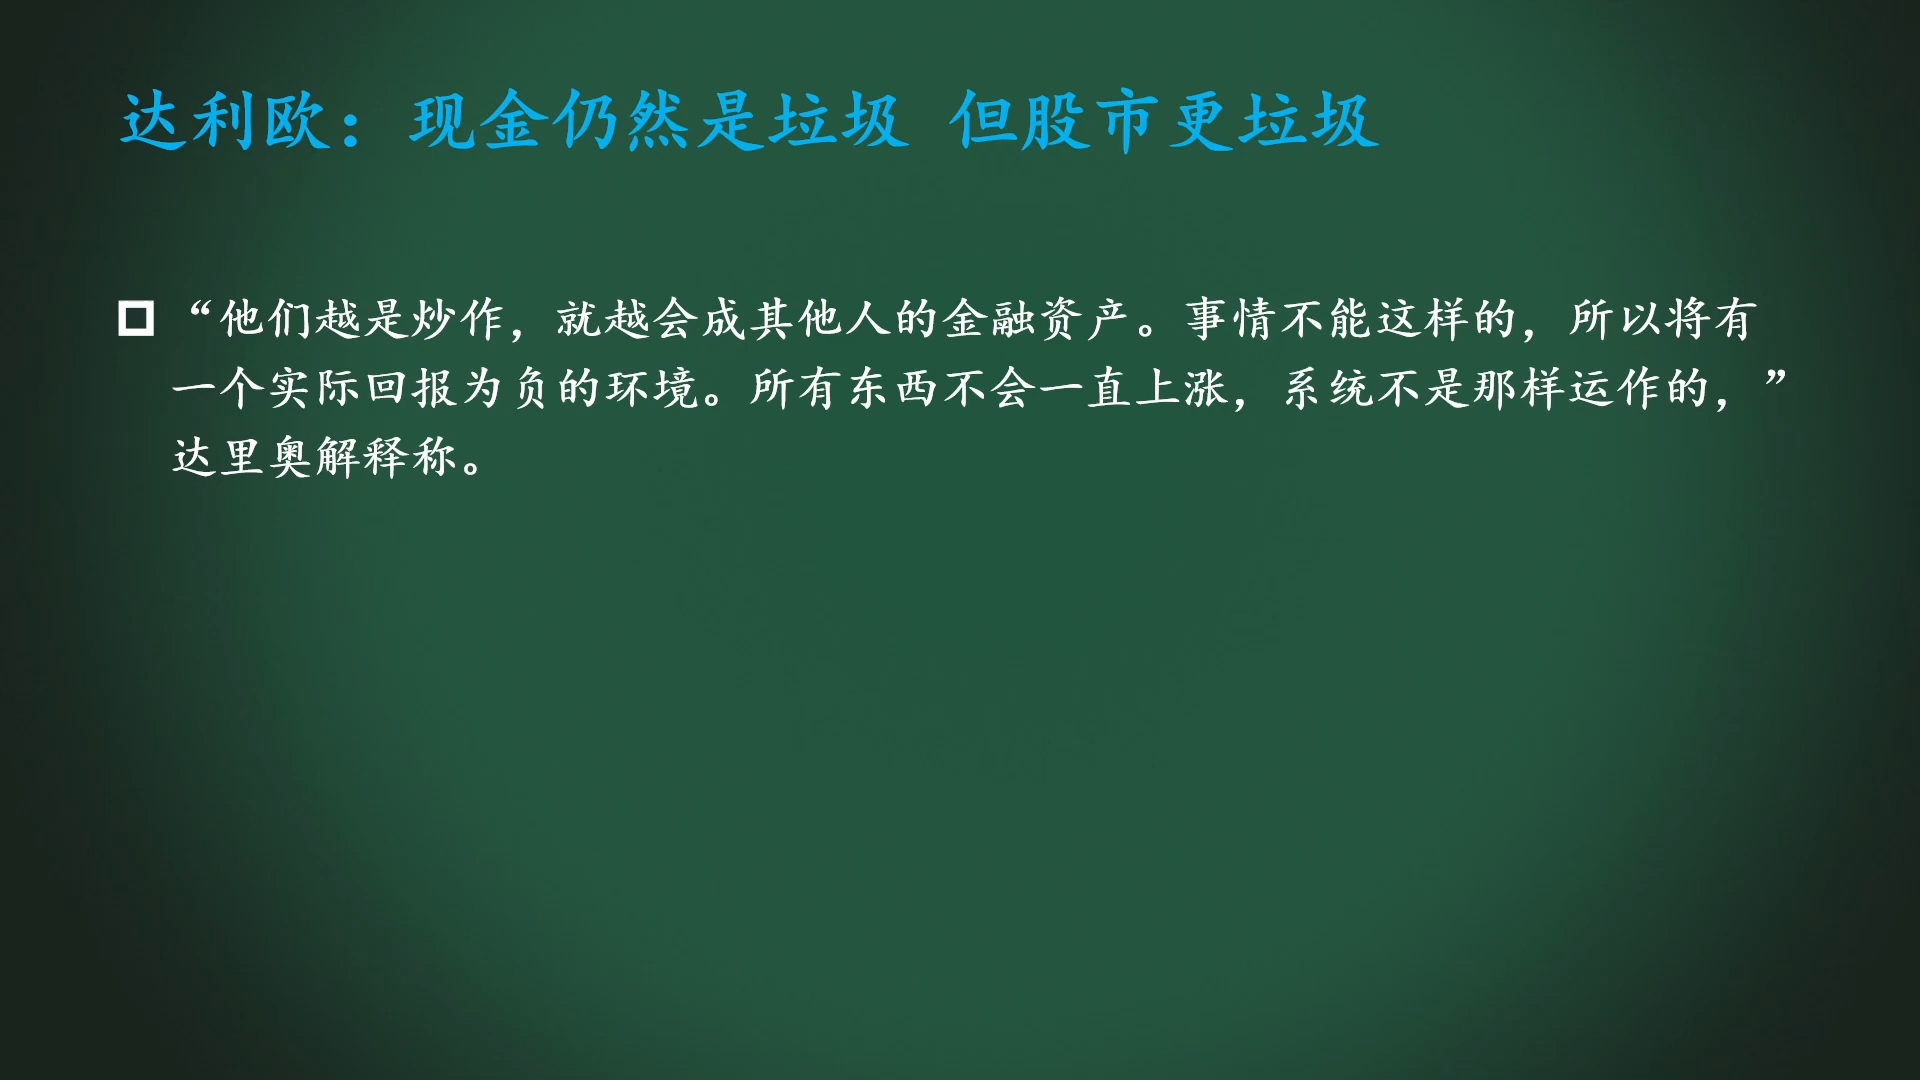 达利欧：现金仍然是垃圾 但股市更垃圾
“他们越是炒作，就越会成其他人的金融资产。事情不能这样的，所以将有
一个实际回报为负的环境。所有东西不会一直上涨，系统不是那样运作的，”
达里奥解释称。